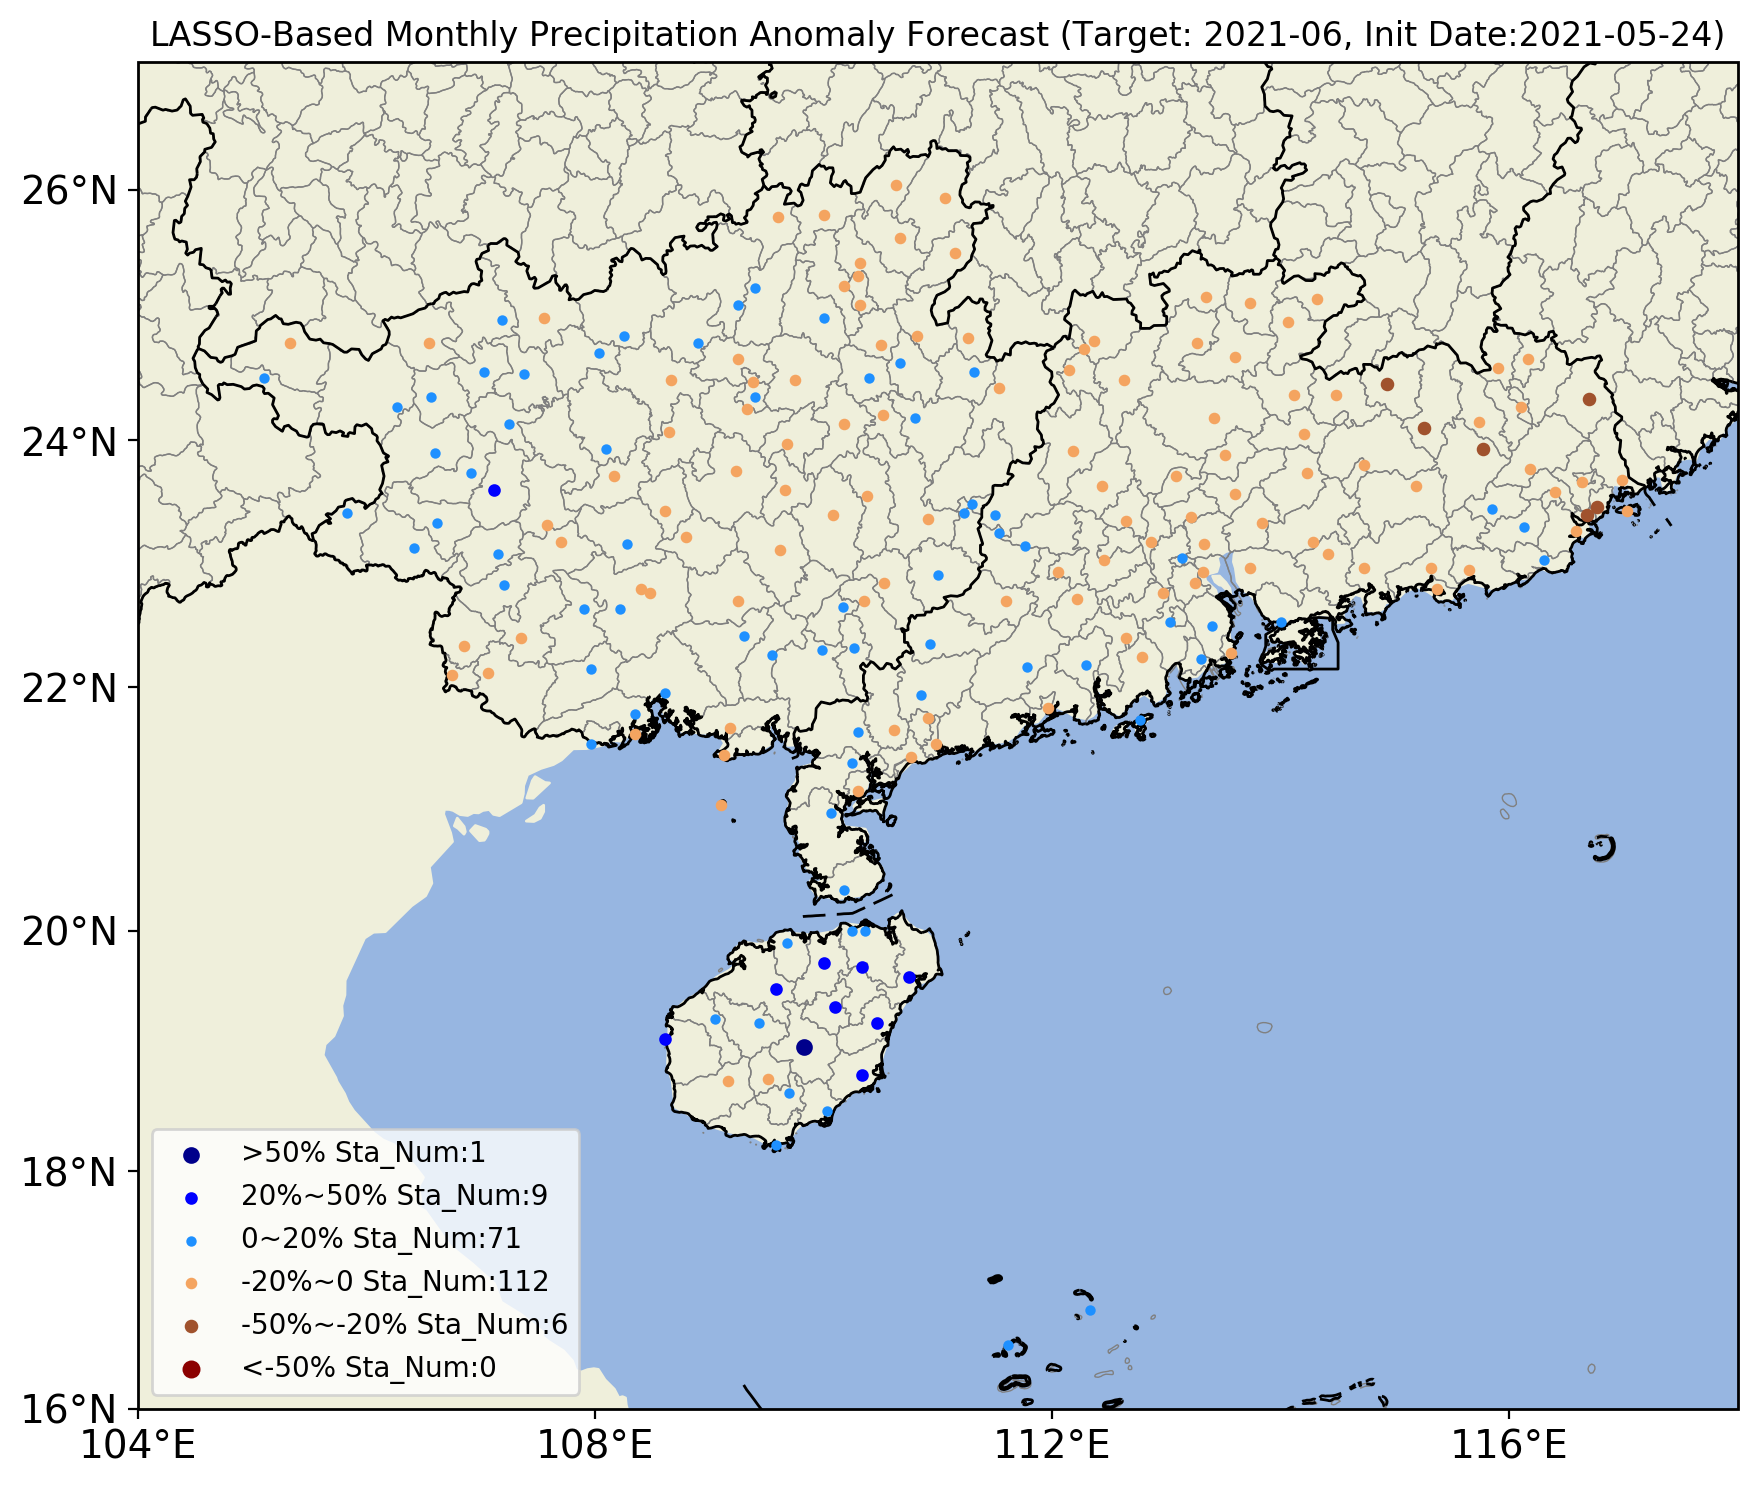 LASSO-Based Monthly Precipitation Anomaly Forecast (Target: 2021-06, Init Date:2021-05-24)
26°N
24°N
22°N
20°N
18°N
16°N
>50% Sta_Num:1
20%~50% Sta_Num:9
0~20% Sta_Num:71
-20%~0 Sta_Num:112
-50%~-20% Sta_Num:6
<-50% Sta_Num:0
104°E
108°E
112°E
116°E